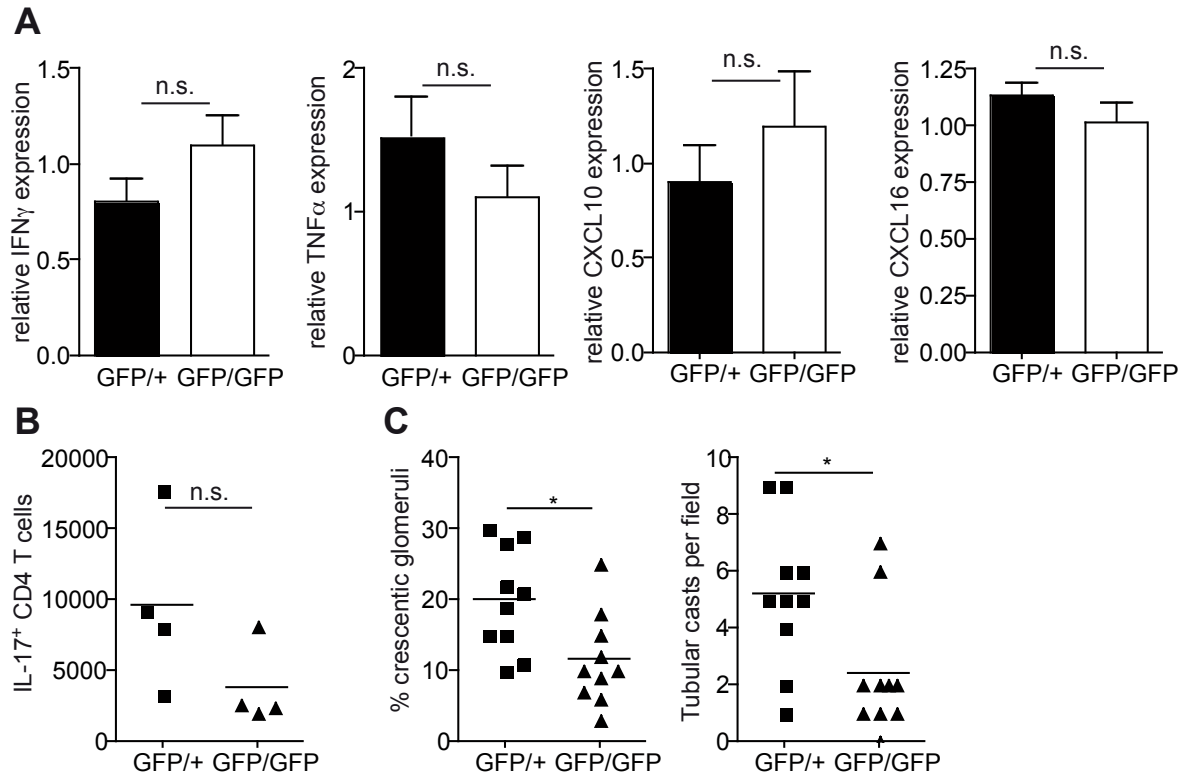 A
relative IFNγ expression
1.5
1.0
0.5
0.0
n.s.
GFP/+ GFP/GFP
relative TNFα expression
2
1
0
n.s.
GFP/+ GFP/GFP
relative CXCL10 expression
1.5
1.0
0.5
0.0
n.s.
GFP/+ GFP/GFP
relative CXCL16 expression
1.25
1.00
0.75
0.50
0.25
0.00
n.s.
GFP/+ GFP/GFP
B
IL-17⁺ CD4 T cells
20000
15000
10000
5000
0
n.s.
GFP/+ GFP/GFP
C
% crescentic glomeruli
40
30
20
10
0
*
GFP/+ GFP/GFP
Tubular casts per field
10
8
6
4
2
0
*
GFP/+ GFP/GFP